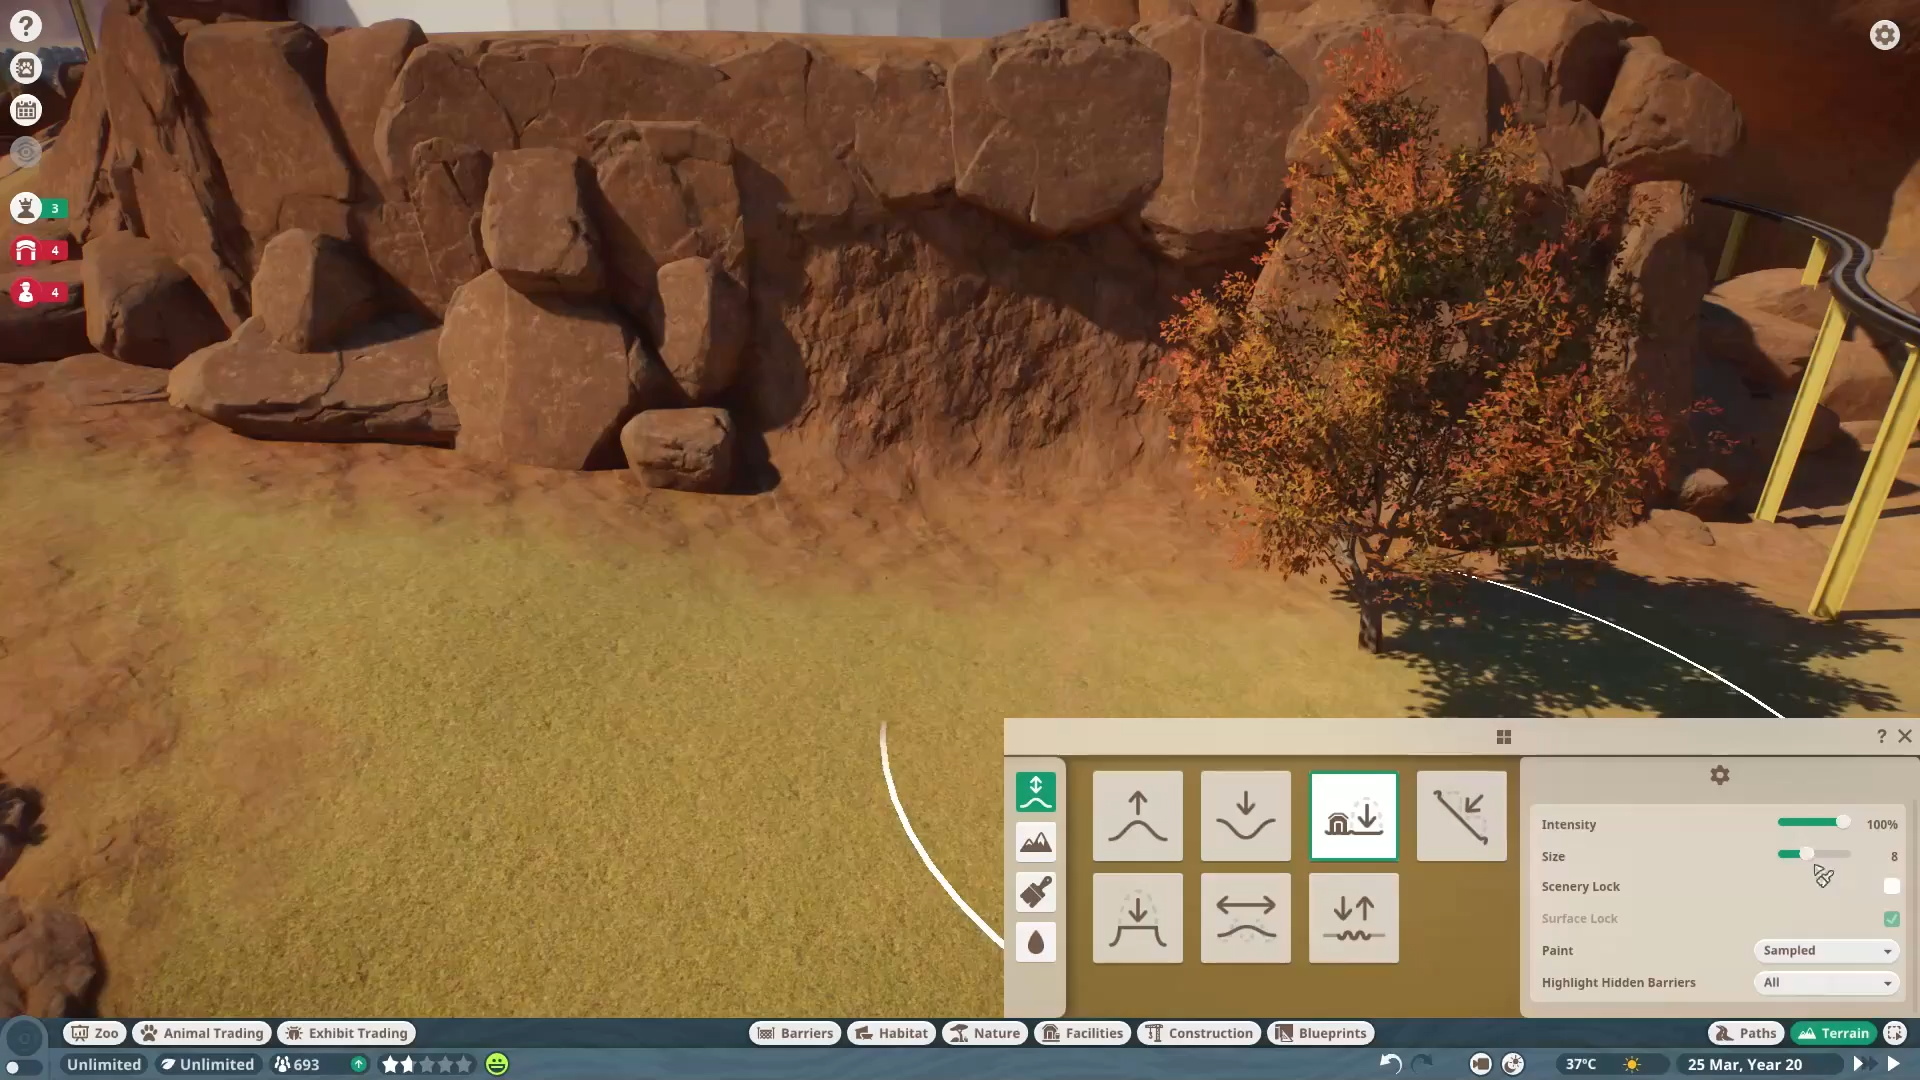 ?
3
4
4
?
Intensity 100%
Size 8
Scenery Lock
Surface Lock
Paint Sampled
Highlight Hidden Barriers All
Zoo Animal Trading Exhibit Trading Barriers Habitat Nature Facilities Construction Blueprints Paths Terrain
Unlimited Unlimited 693 37°C 25 Mar, Year 20